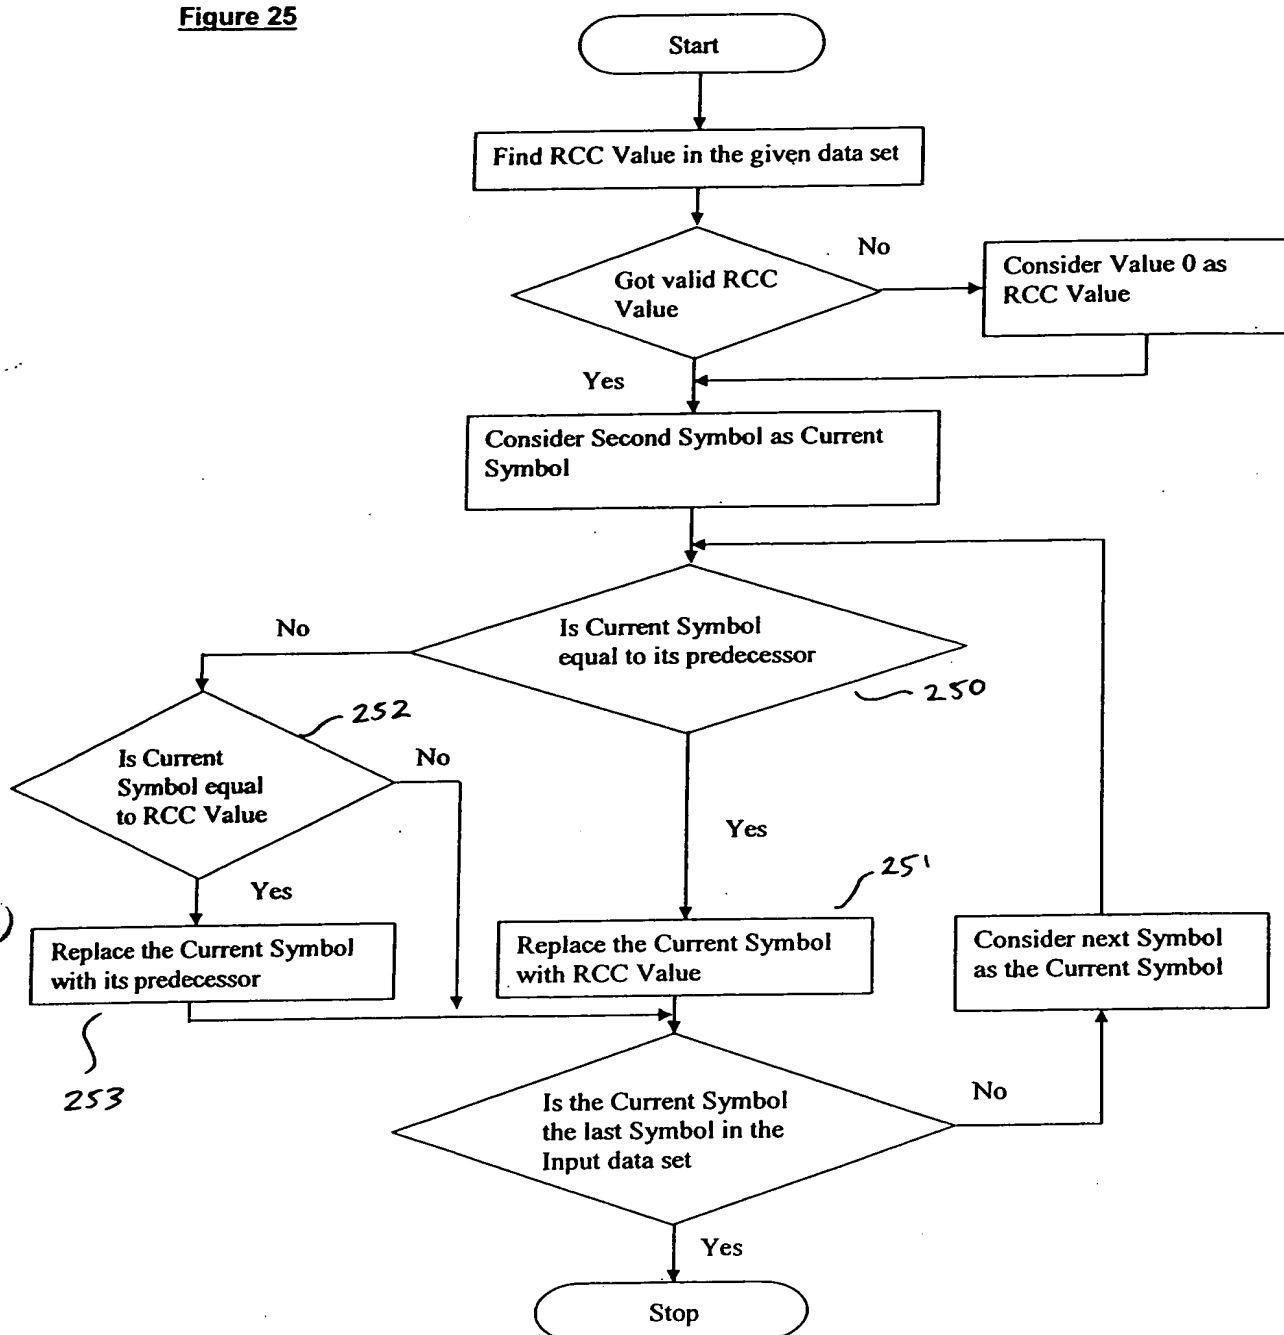 Figure 25
Start
Find RCC Value in the given data set
Got valid RCC
Value
No
Consider Value 0 as
RCC Value
Yes
Consider Second Symbol as Current
Symbol
Is Current Symbol
equal to its predecessor
No
250
252
Is Current
Symbol equal
to RCC Value
No
Yes
251
Yes
Replace the Current Symbol
with its predecessor
Replace the Current Symbol
with RCC Value
Consider next Symbol
as the Current Symbol
253
Is the Current Symbol
the last Symbol in the
Input data set
No
Yes
Stop